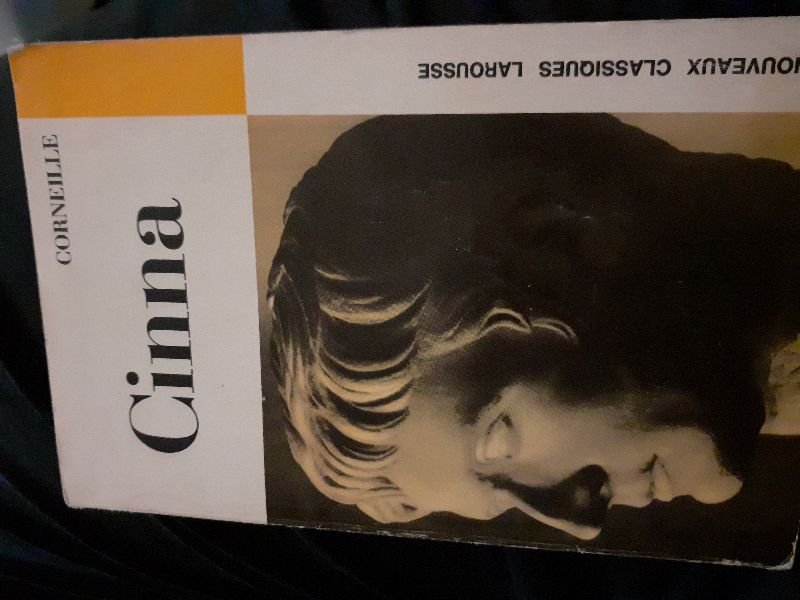 CORNEILLE
Cinna
NOUVEAUX CLASSIQUES LAROUSSE